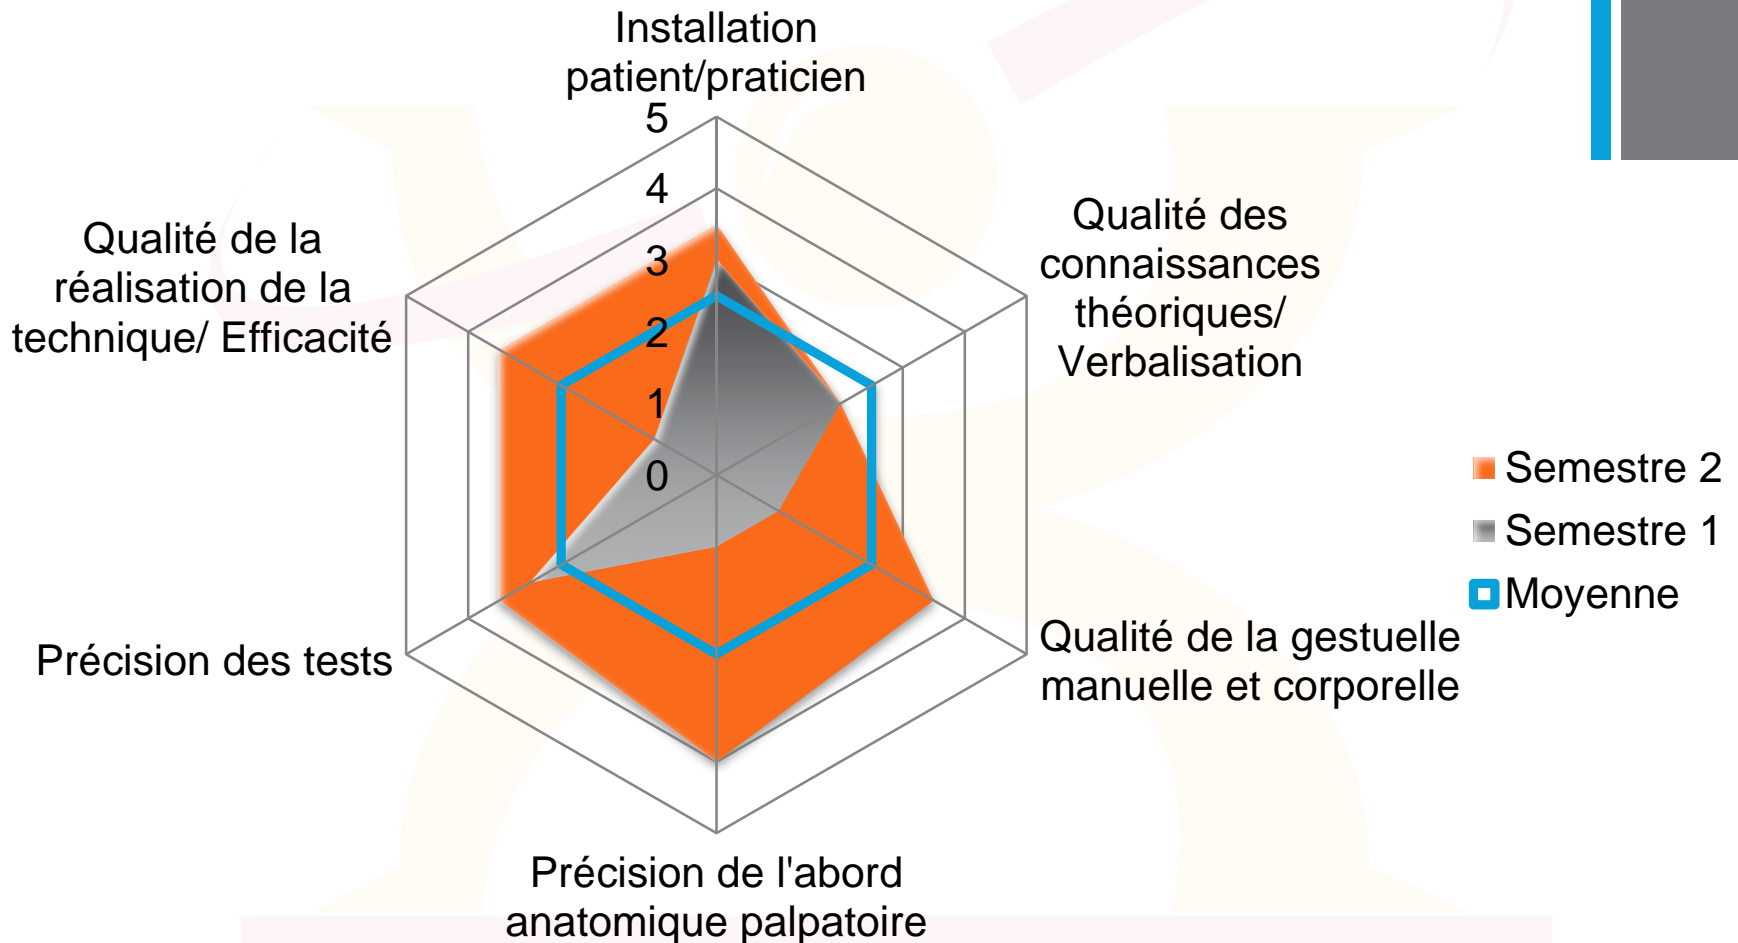 Installation
patient/praticien
5
4
3
2
1
0
Qualité des
connaissances
théoriques/
Verbalisation
Qualité de la gestuelle
manuelle et corporelle
Précision de l'abord
anatomique palpatoire
Précision des tests
Qualité de la
réalisation de la
technique/ Efficacité
Semestre 2
Semestre 1
Moyenne